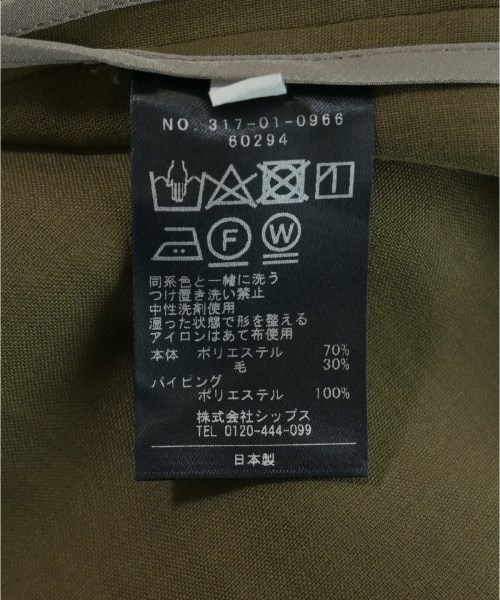 NO. 317-01-0966
60294
F W
同系色と一緒に洗う
つけ置き洗い禁止
中性洗剤使用
湿った状態で形を整える
アイロンはあて布使用
本体 ポリエステル 70%
毛 30%
パイピング
ポリエステル 100%
株式会社シップス
TEL 0120-444-099
日本製